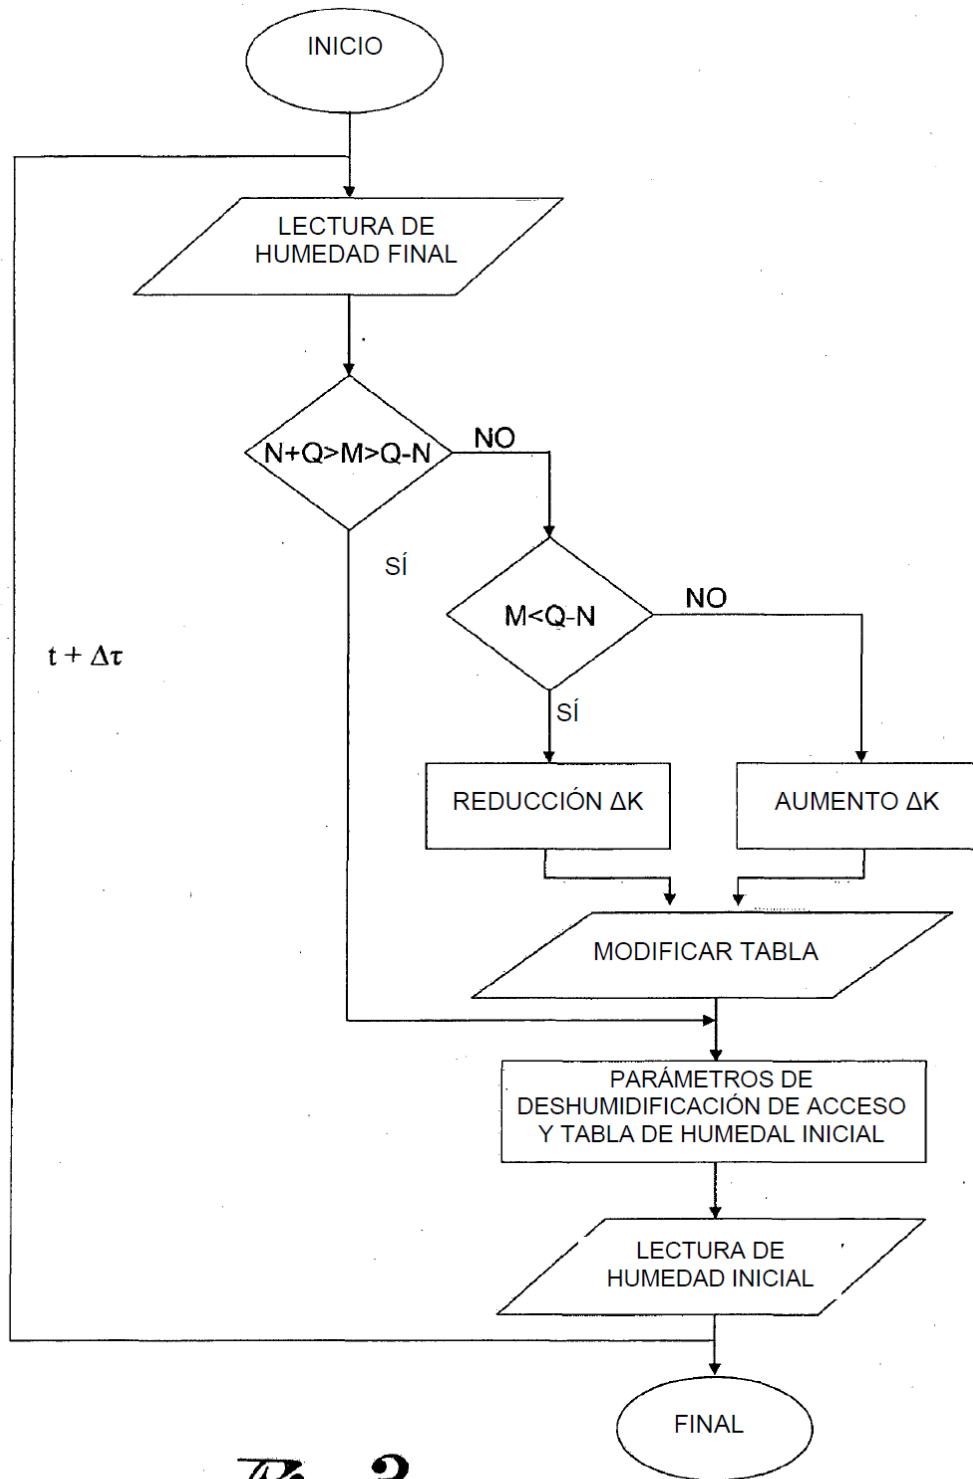 INICIO
LECTURA DE
HUMEDAD FINAL
N+Q>M>Q-N
NO
SÍ
M<Q-N
NO
t + Δτ
SÍ
REDUCCIÓN ΔK
AUMENTO ΔK
MODIFICAR TABLA
PARÁMETROS DE
DESHUMIDIFICACIÓN DE ACCESO
Y TABLA DE HUMEDAL INICIAL
LECTURA DE
HUMEDAD INICIAL
FINAL